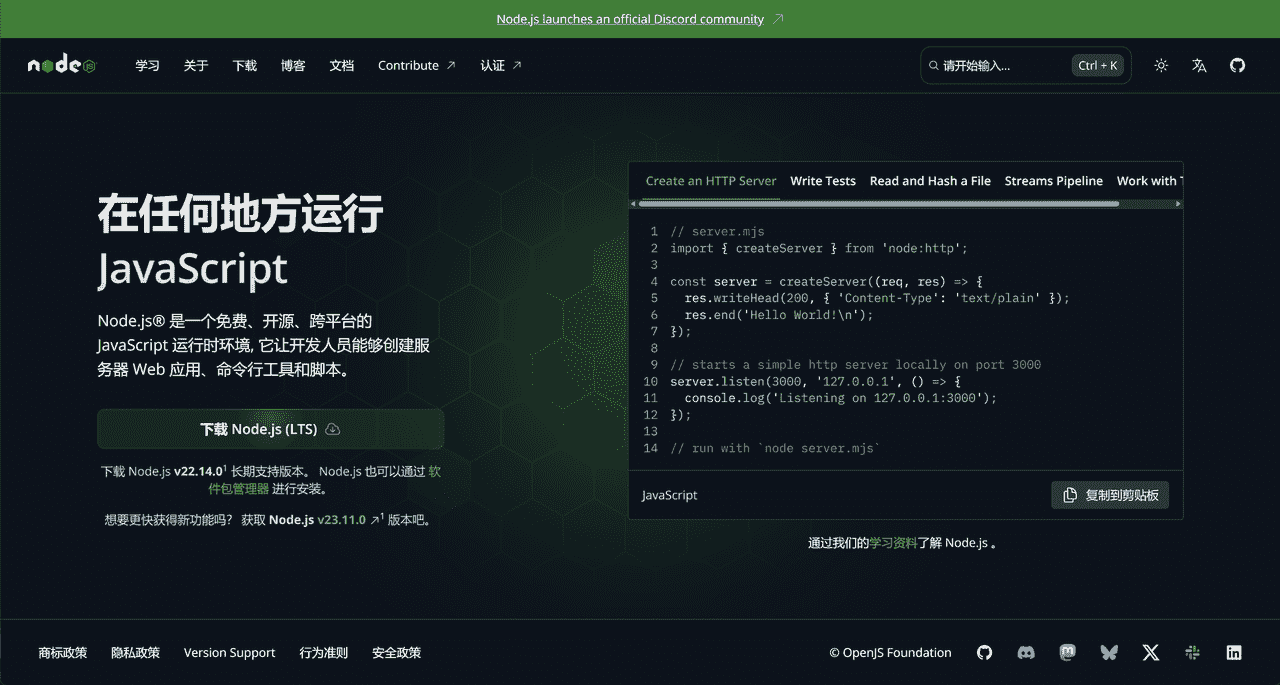 Node.js launches an official Discord community
node
学习 关于 下载 博客 文档 Contribute 认证
请开始输入... Ctrl + K
在任何地方运行
JavaScript
Node.js® 是一个免费、开源、跨平台的
JavaScript 运行时环境, 它让开发人员能够创建服
务器 Web 应用、命令行工具和脚本。
下载 Node.js (LTS)
下载 Node.js v22.14.0¹ 长期支持版本。 Node.js 也可以通过 软
件包管理器 进行安装。
想要更快获得新功能吗? 获取 Node.js v23.11.0 ¹ 版本吧。
Create an HTTP Server Write Tests Read and Hash a File Streams Pipeline Work with
1 // server.mjs
2 import { createServer } from 'node:http';
3
4 const server = createServer((req, res) => {
5   res.writeHead(200, { 'Content-Type': 'text/plain' });
6   res.end('Hello World!\n');
7 });
8
9 // starts a simple http server locally on port 3000
10 server.listen(3000, '127.0.0.1', () => {
11   console.log('Listening on 127.0.0.1:3000');
12 });
13
14 // run with `node server.mjs`
JavaScript 复制到剪贴板
通过我们的学习资料了解 Node.js 。
商标政策 隐私政策 Version Support 行为准则 安全政策 © OpenJS Foundation